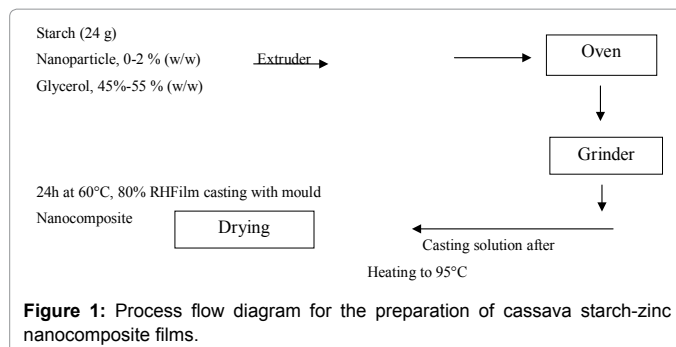 Starch (24 g)
Nanoparticle, 0-2 % (w/w)
Extruder
Glycerol, 45%-55 % (w/w)
Oven
Grinder
24h at 60°C, 80% RHFilm casting with mould
Nanocomposite
Drying
Casting solution after
Heating to 95°C
Figure 1: Process flow diagram for the preparation of cassava starch-zinc
nanocomposite films.